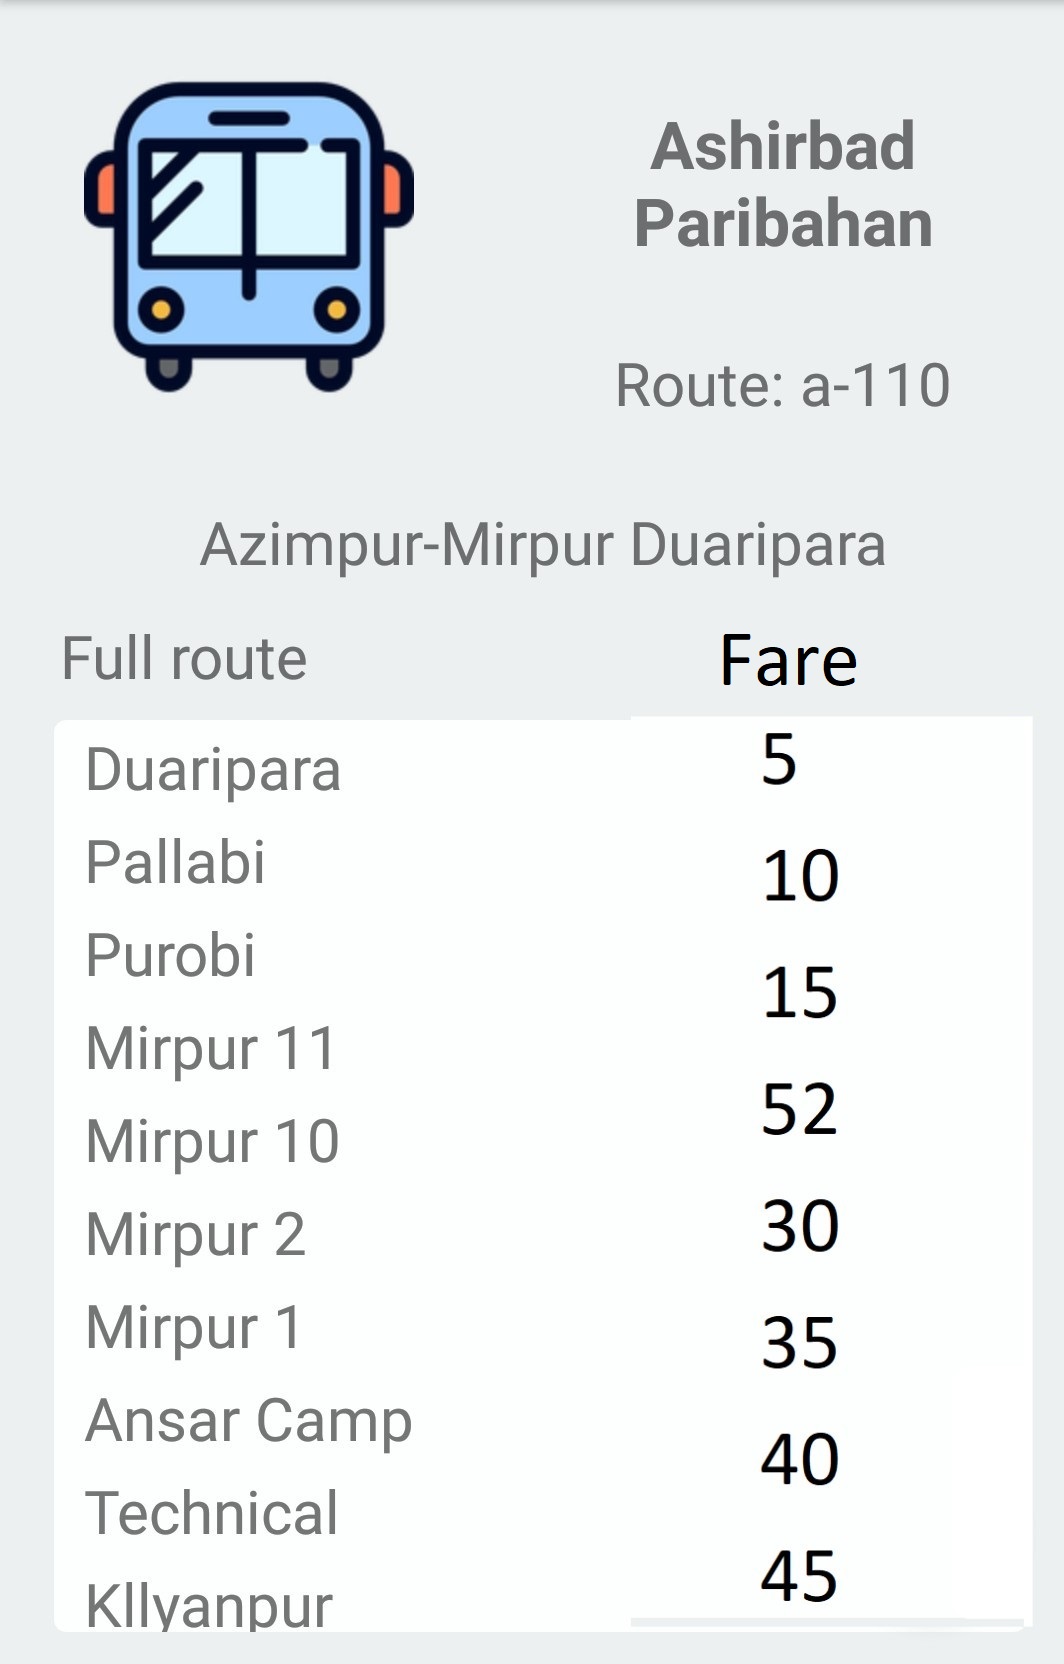 Ashirbad
Paribahan
Route: a-110
Azimpur-Mirpur Duaripara
Full route
Fare
Duaripara
5
Pallabi
10
Purobi
15
Mirpur 11
52
Mirpur 10
30
Mirpur 2
35
Mirpur 1
40
Ansar Camp
45
Technical
Kllyanpur